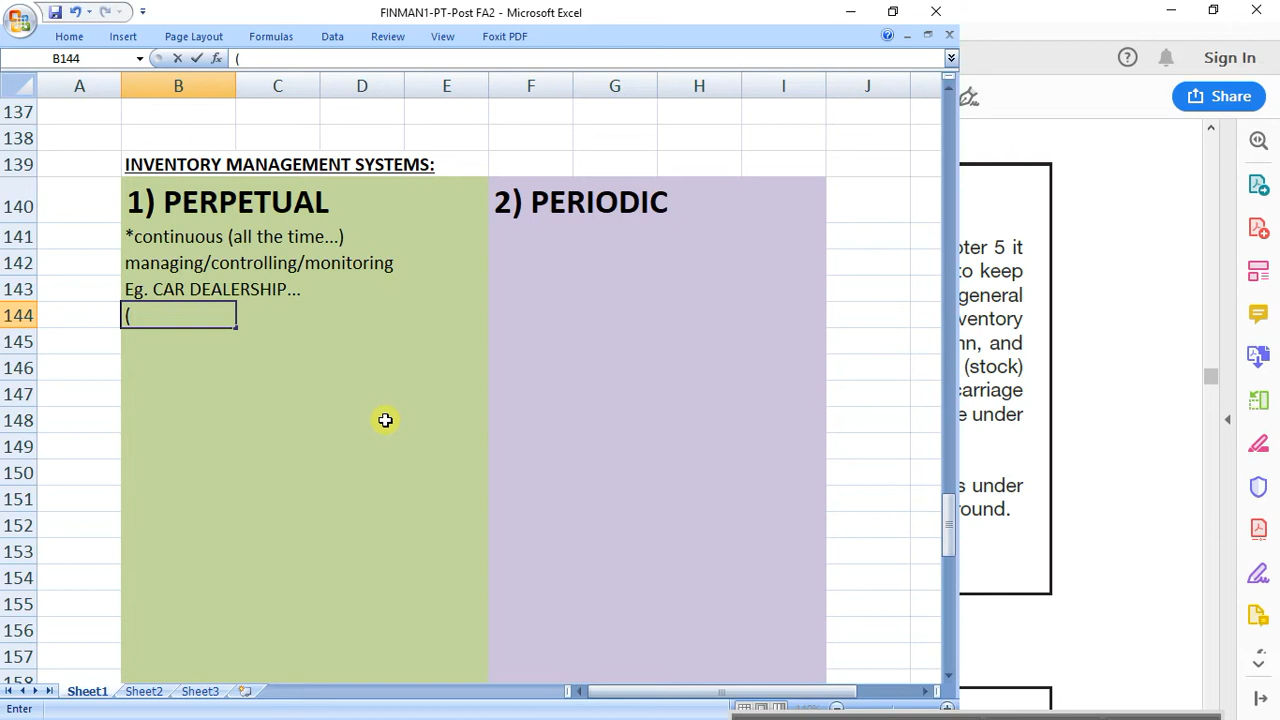 FINMAN1-PT-Post FA2 - Microsoft Excel
Home Insert Page Layout Formulas Data Review View Foxit PDF
Sign In
Share
B144 fx (
A B C D E F G H I J
137
138
139 INVENTORY MANAGEMENT SYSTEMS:
140 1) PERPETUAL 2) PERIODIC
141 *continuous (all the time...)
142 managing/controlling/monitoring
143 Eg. CAR DEALERSHIP...
144 (
145
146
147
148
149
150
151
152
153
154
155
156
157
158
pter 5 it
to keep
general
ventory
nn, and
(stock)
carriage
e under
s under
round.
Sheet1 Sheet2 Sheet3
Enter